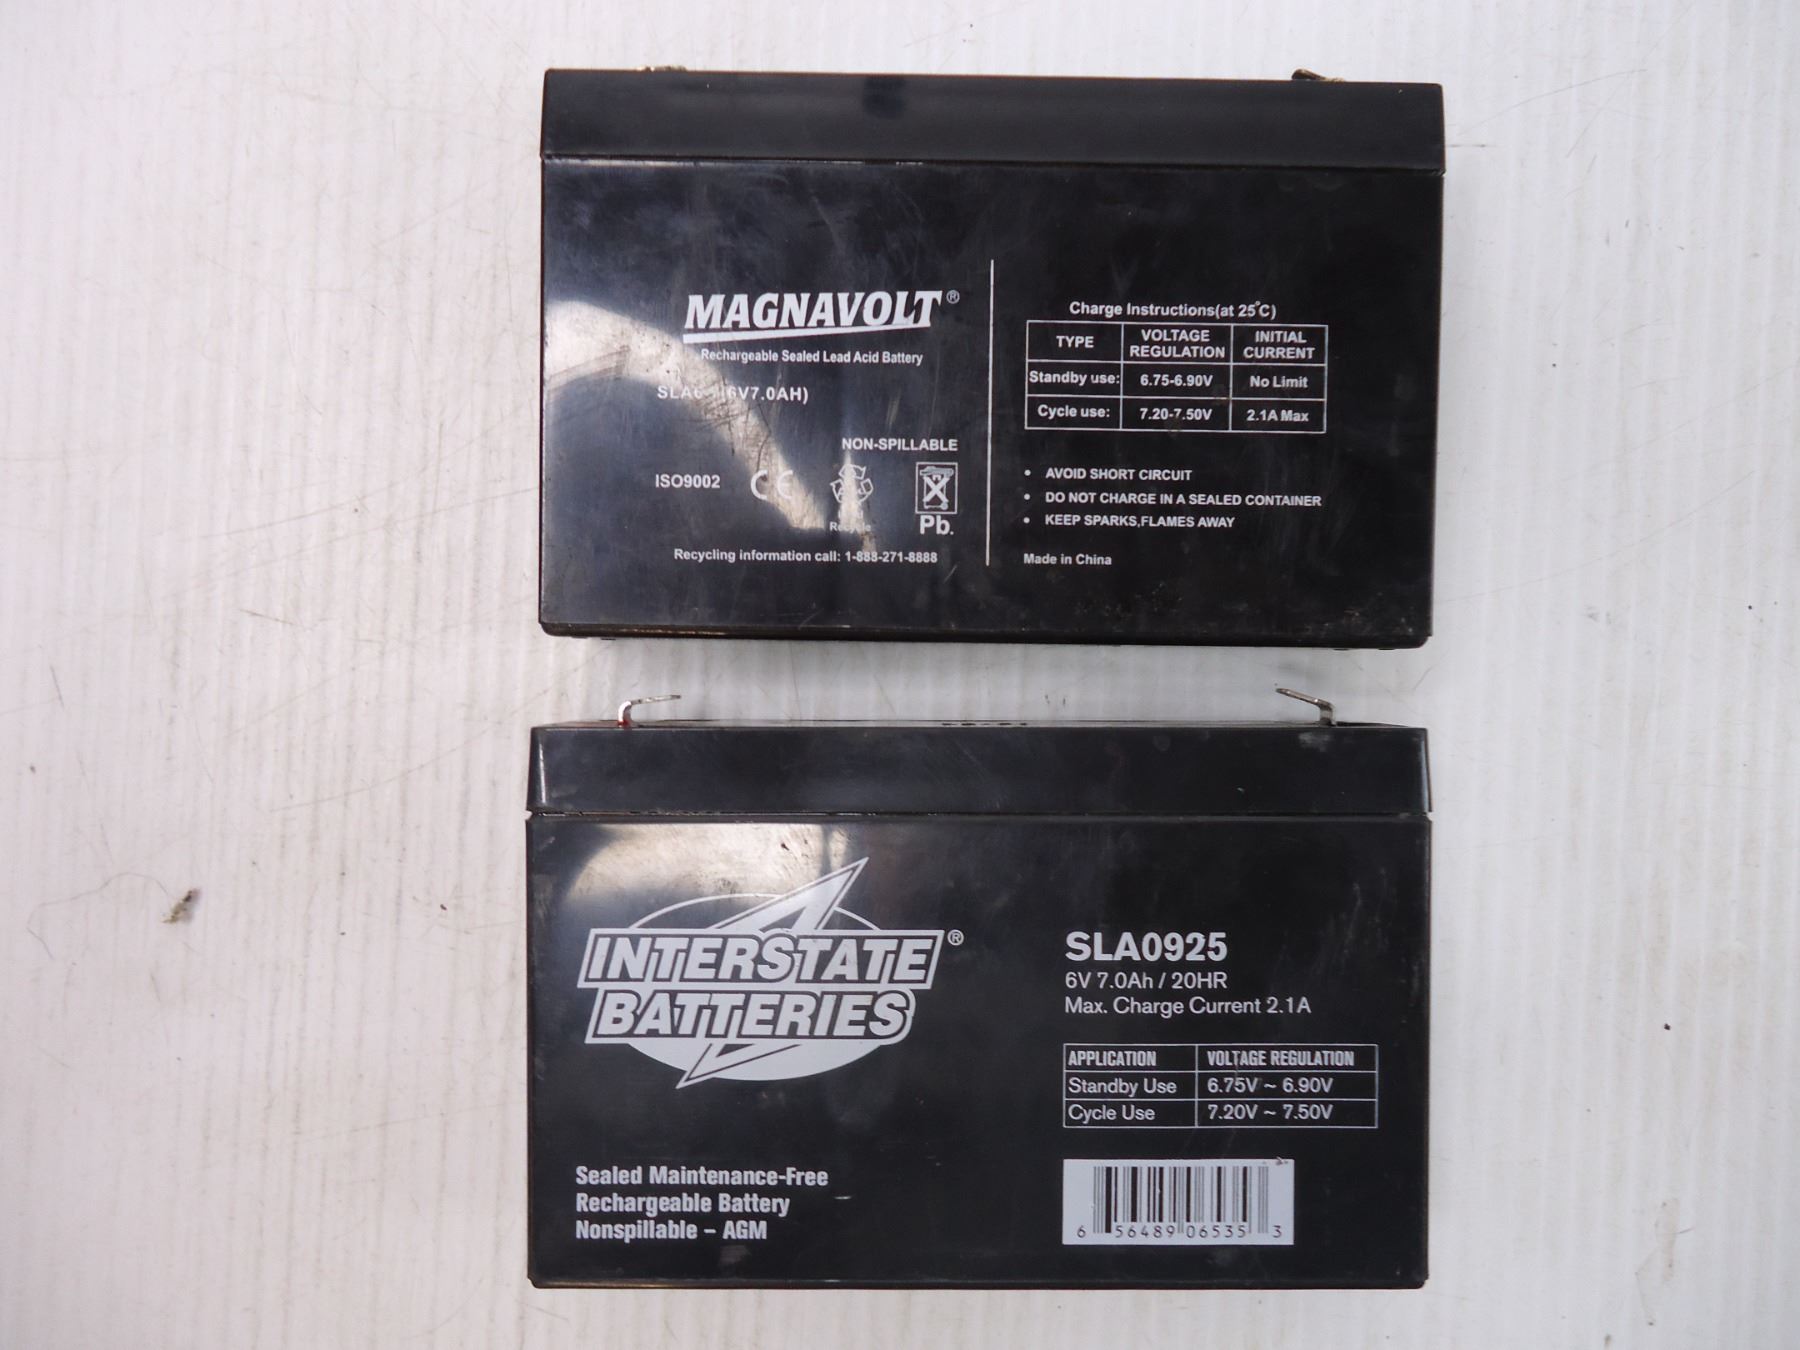 MAGNAVOLT®
Rechargeable Sealed Lead Acid Battery
(6V7.0AH)
NON-SPILLABLE
ISO9002 CE
Recycle
Pb.
Recycling information call: 1-888-271-8888
Charge Instructions(at 25°C)
TYPE VOLTAGE REGULATION INITIAL CURRENT
Standby use: 6.75-6.90V No Limit
Cycle use: 7.20-7.50V 2.1A Max
• AVOID SHORT CIRCUIT
• DO NOT CHARGE IN A SEALED CONTAINER
• KEEP SPARKS,FLAMES AWAY
Made in China
INTERSTATE®
BATTERIES
Sealed Maintenance-Free
Rechargeable Battery
Nonspillable – AGM
SLA0925
6V 7.0Ah / 20HR
Max. Charge Current 2.1A
APPLICATION VOLTAGE REGULATION
Standby Use 6.75V ~ 6.90V
Cycle Use 7.20V ~ 7.50V
6 56489 06535 3